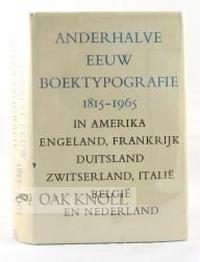 ANDERHALVE
EEUW
BOEKTYPOGRAFIE
1815-1965
IN AMERIKA
ENGELAND, FRANKRIJK
DUITSLAND
ZWITSERLAND, ITALIË
BELGIË
EN NEDERLAND
OAK KNOLL